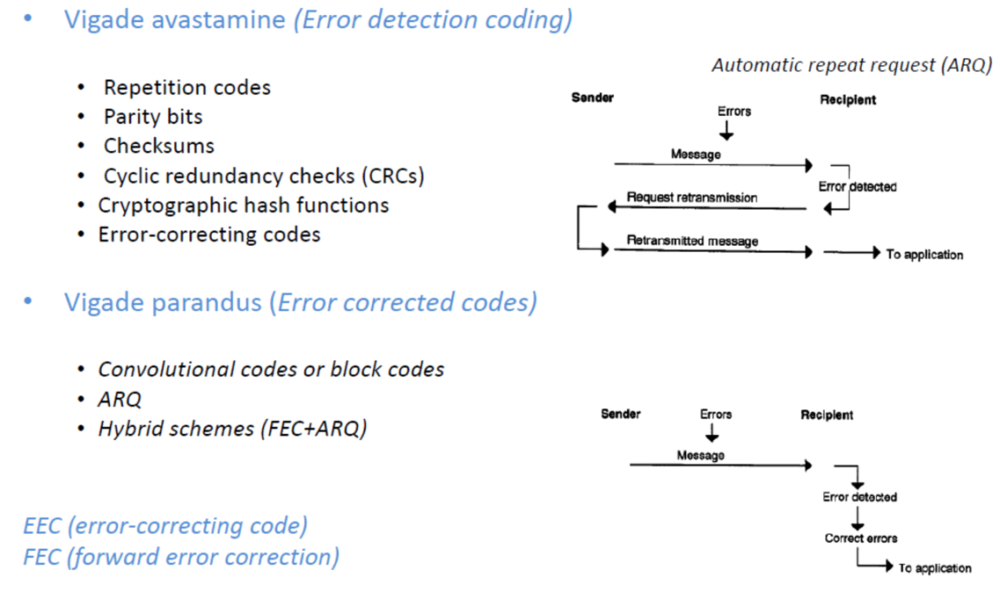 • Vigade avastamine (Error detection coding)
• Repetition codes
• Parity bits
• Checksums
• Cyclic redundancy checks (CRCs)
• Cryptographic hash functions
• Error-correcting codes
Automatic repeat request (ARQ)
Sender
Recipient
Errors
Message
Error detected
Request retransmission
Retransmitted message
To application
• Vigade parandus (Error corrected codes)
• Convolutional codes or block codes
• ARQ
• Hybrid schemes (FEC+ARQ)
Sender
Errors
Recipient
Message
Error detected
Correct errors
To application
EEC (error-correcting code)
FEC (forward error correction)